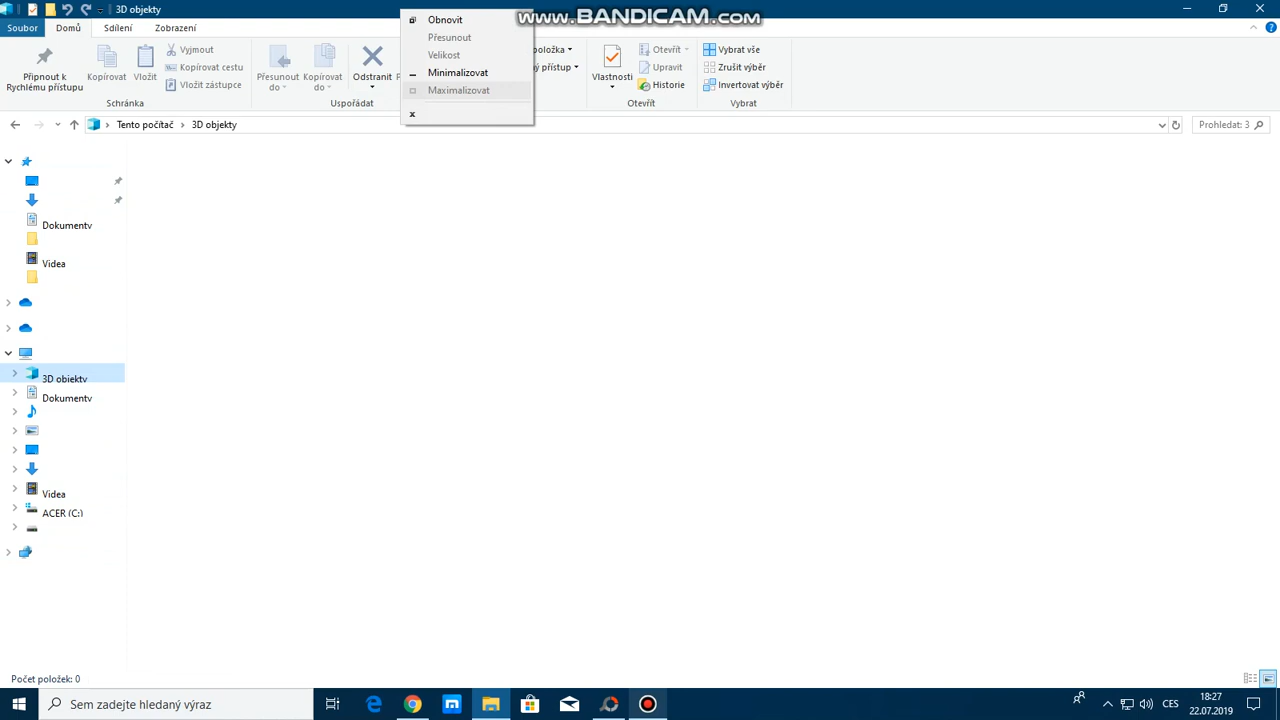 3D objekty
www.BANDICAM.com
Soubor
Domů
Sdílení
Zobrazení
Obnovit
Přesunout
Velikost
Minimalizovat
Maximalizovat
x
Připnout k
Rychlému přístupu
Kopírovat
Vložit
Vyjmout
Kopírovat cestu
Vložit zástupce
Schránka
Přesunout
do
Kopírovat
do
Odstranit
Uspořádat
položka
přístup
Vlastnosti
Otevřít
Upravit
Historie
Otevřít
Vybrat vše
Zrušit výběr
Invertovat výběr
Vybrat
Tento počítač > 3D objekty
Prohledat: 3
Dokumenty
Videa
3D objekty
Dokumenty
Videa
ACER (C:)
Počet položek: 0
Sem zadejte hledaný výraz
CES
18:27
22.07.2019